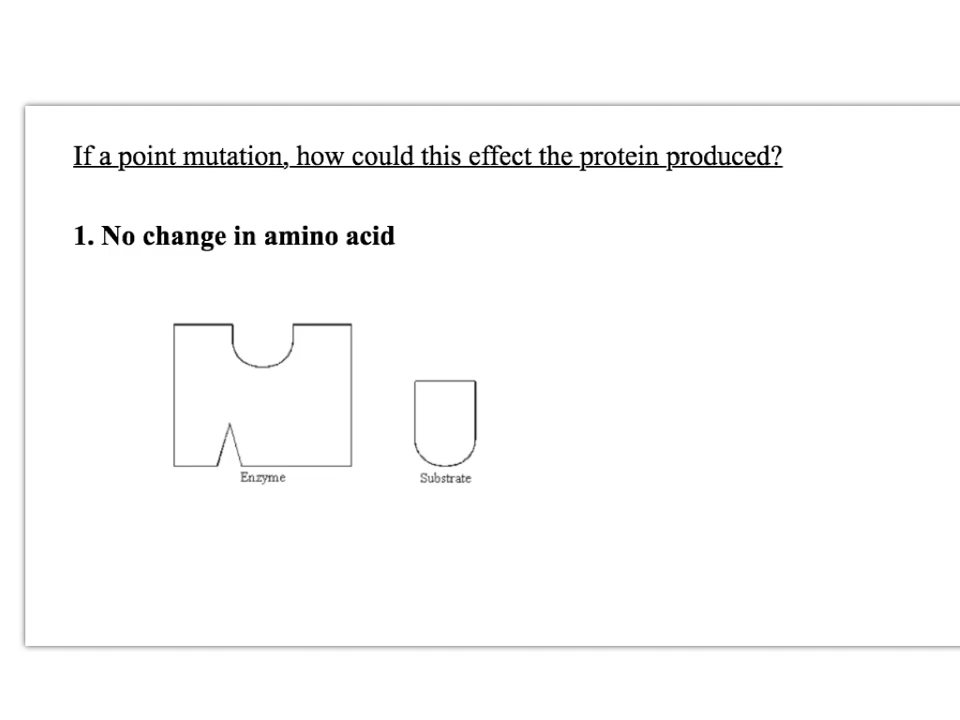 If a point mutation, how could this effect the protein produced?
1. No change in amino acid
Enzyme
Substrate